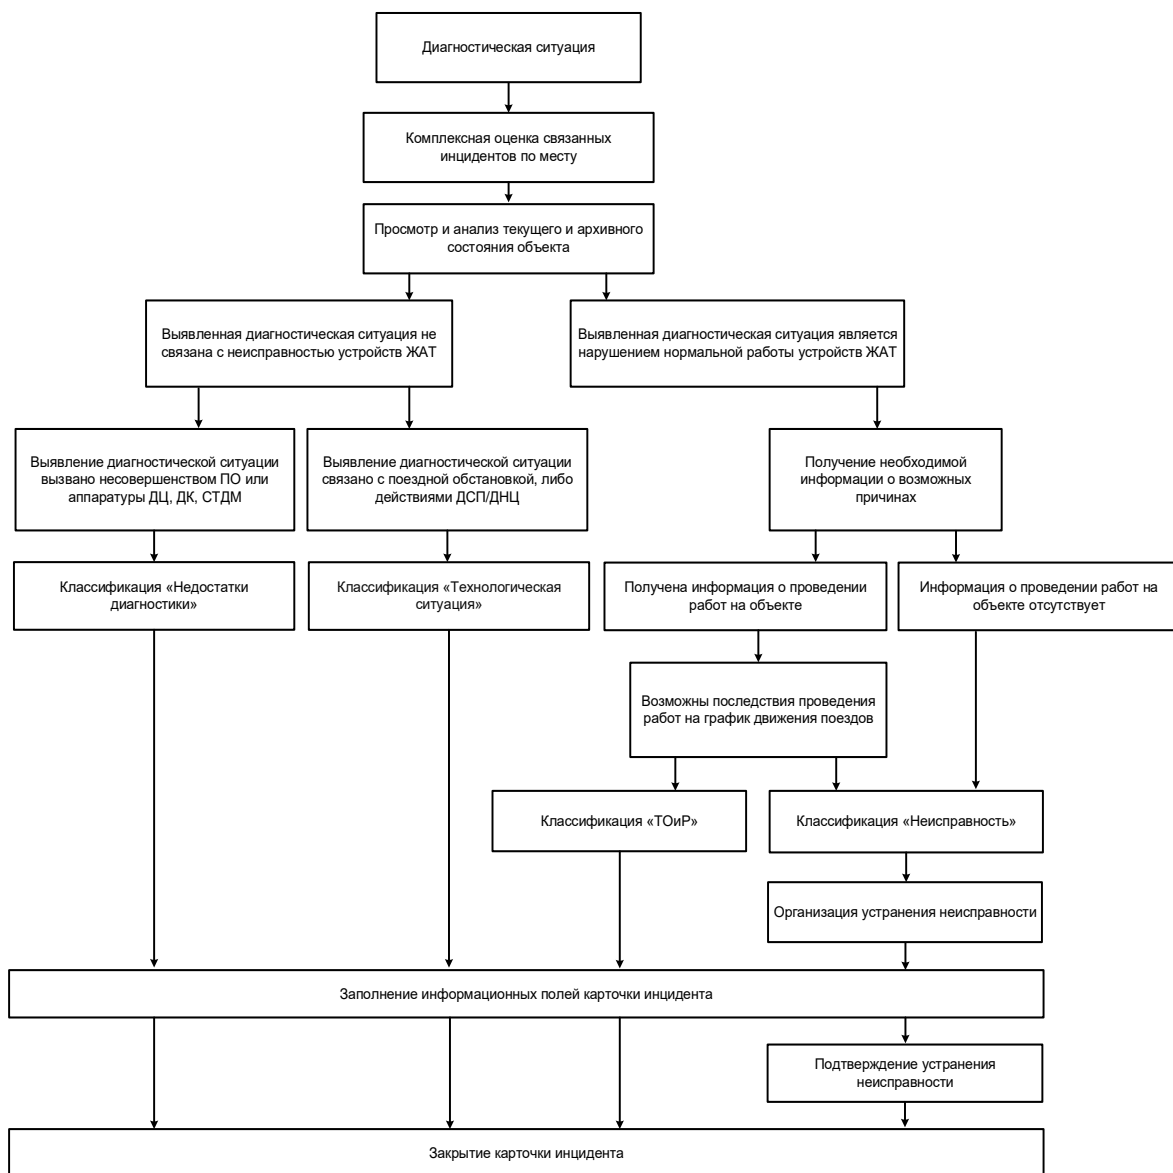 Диагностическая ситуация
Комплексная оценка связанных
инцидентов по месту
Просмотр и анализ текущего и архивного
состояния объекта
Выявленная диагностическая ситуация не
связана с неисправностью устройств ЖАТ
Выявленная диагностическая ситуация является
нарушением нормальной работы устройств ЖАТ
Выявление диагностической ситуации
вызвано несовершенством ПО или
аппаратуры ДЦ, ДК, СТДМ
Выявление диагностической ситуации
связано с поездной обстановкой, либо
действиями ДСП/ДНЦ
Получение необходимой
информации о возможных
причинах
Классификация «Недостатки
диагностики»
Классификация «Технологическая
ситуация»
Получена информация о проведении
работ на объекте
Информация о проведении работ на
объекте отсутствует
Возможны последствия проведения
работ на график движения поездов
Классификация «ТОиР»
Классификация «Неисправность»
Организация устранения неисправности
Заполнение информационных полей карточки инцидента
Подтверждение устранения
неисправности
Закрытие карточки инцидента